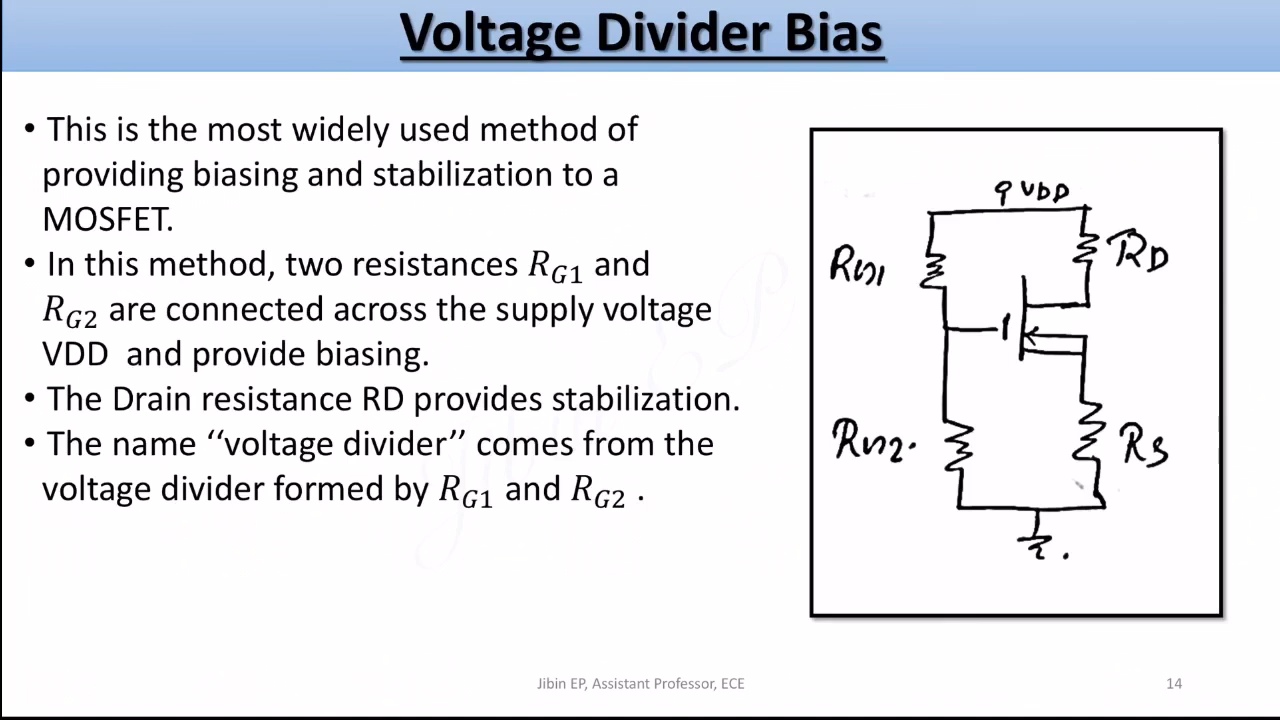 Voltage Divider Bias
• This is the most widely used method of
providing biasing and stabilization to a
MOSFET.
• In this method, two resistances R_G1 and
R_G2 are connected across the supply voltage
VDD and provide biasing.
• The Drain resistance RD provides stabilization.
• The name ‘‘voltage divider’’ comes from the
voltage divider formed by R_G1 and R_G2 .
VDD
RG1
RD
RG2.
RS
Jibin EP, Assistant Professor, ECE
14